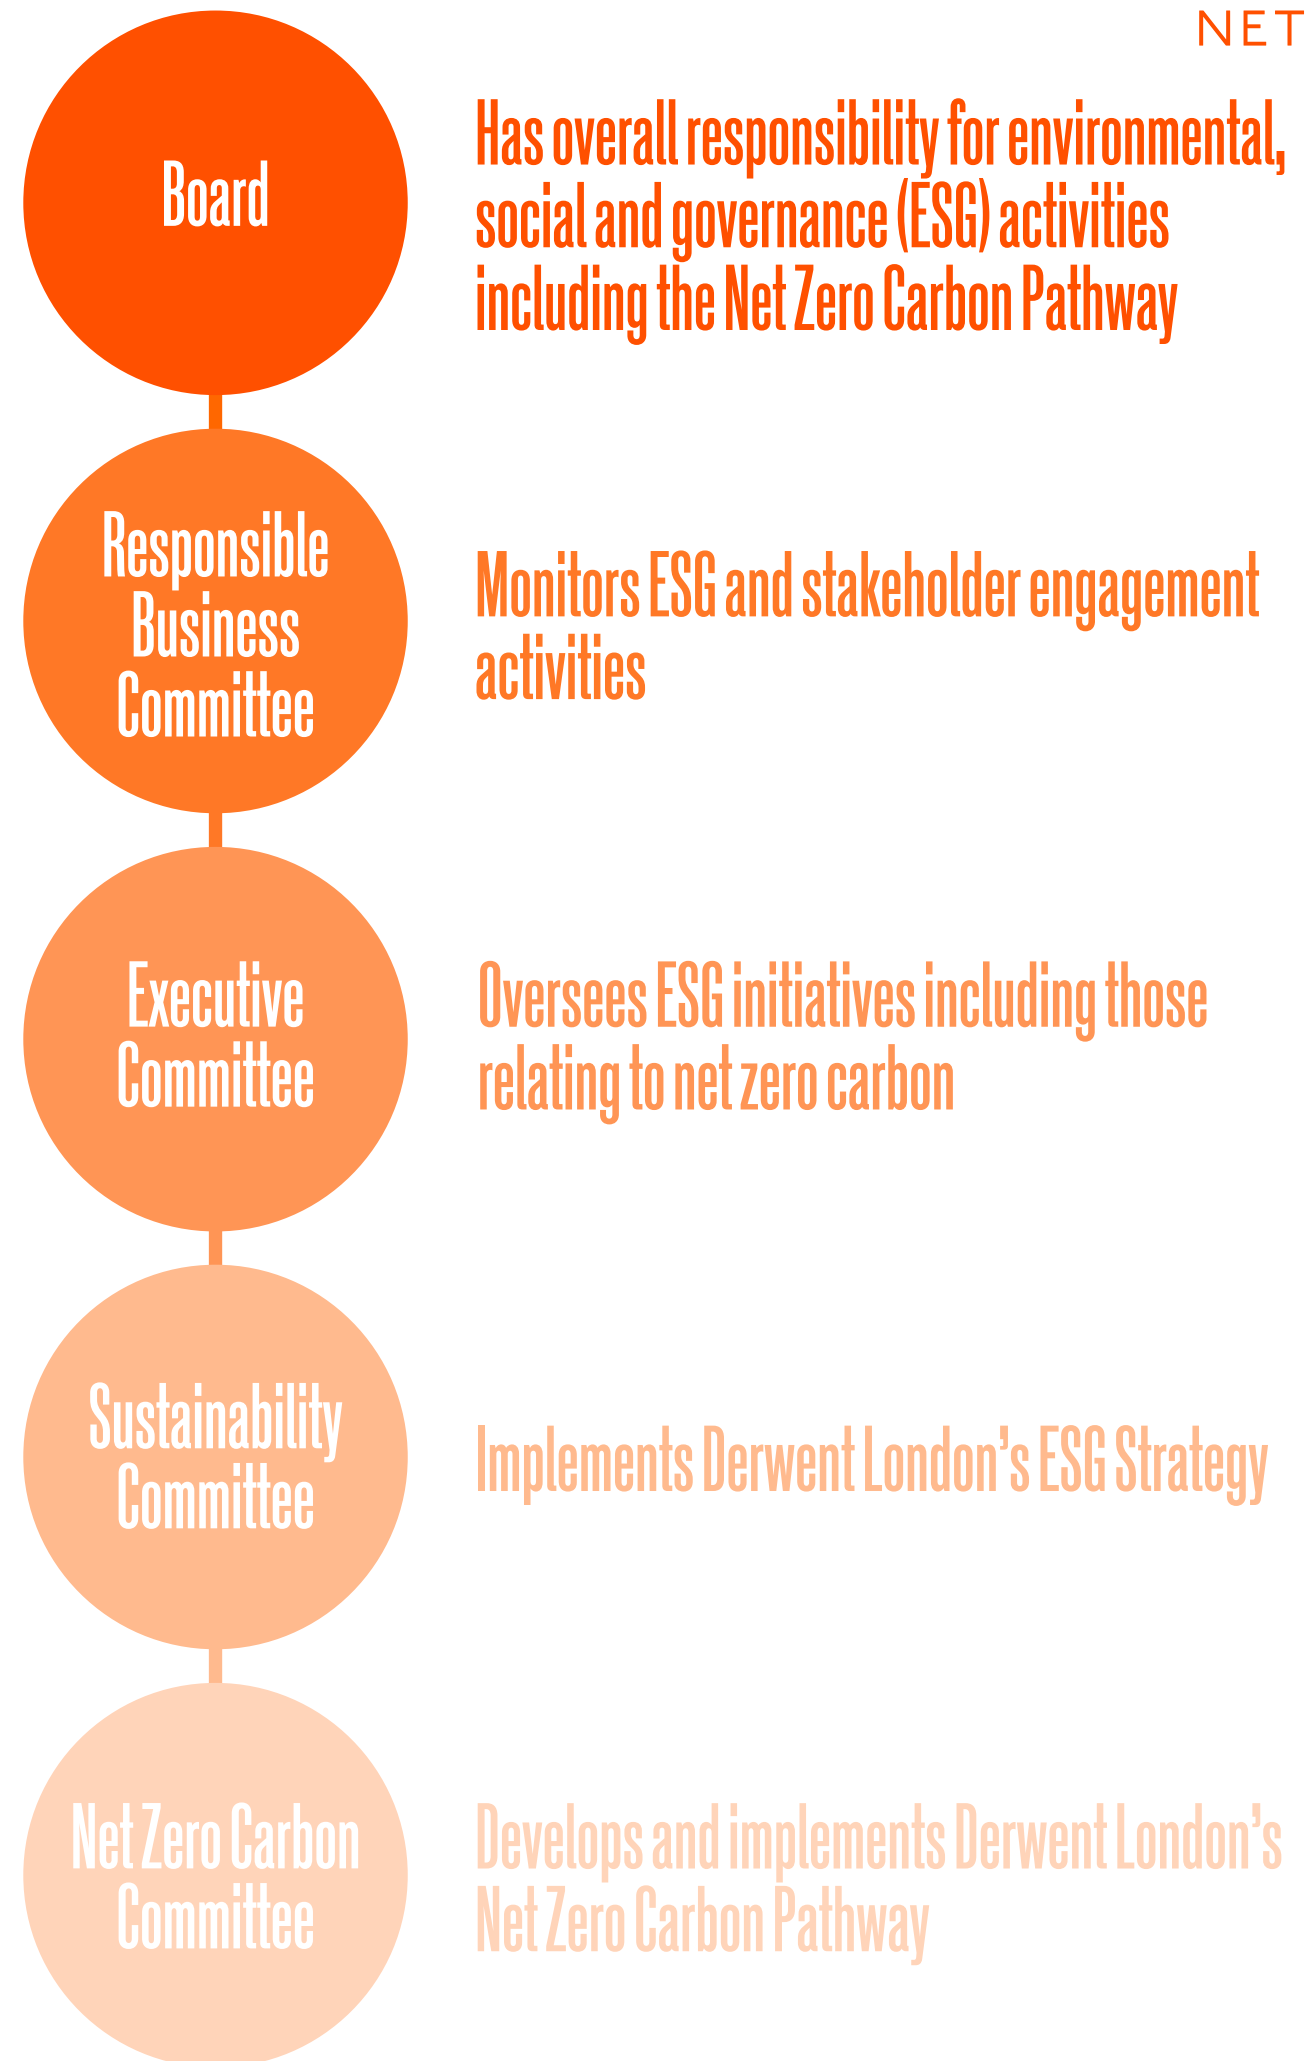 NET
Board
Has overall responsibility for environmental,
social and governance (ESG) activities
including the Net Zero Carbon Pathway
Responsible
Business
Committee
Monitors ESG and stakeholder engagement
activities
Executive
Committee
Oversees ESG initiatives including those
relating to net zero carbon
Sustainability
Committee
Implements Derwent London’s ESG Strategy
Net Zero Carbon
Committee
Develops and implements Derwent London’s
Net Zero Carbon Pathway